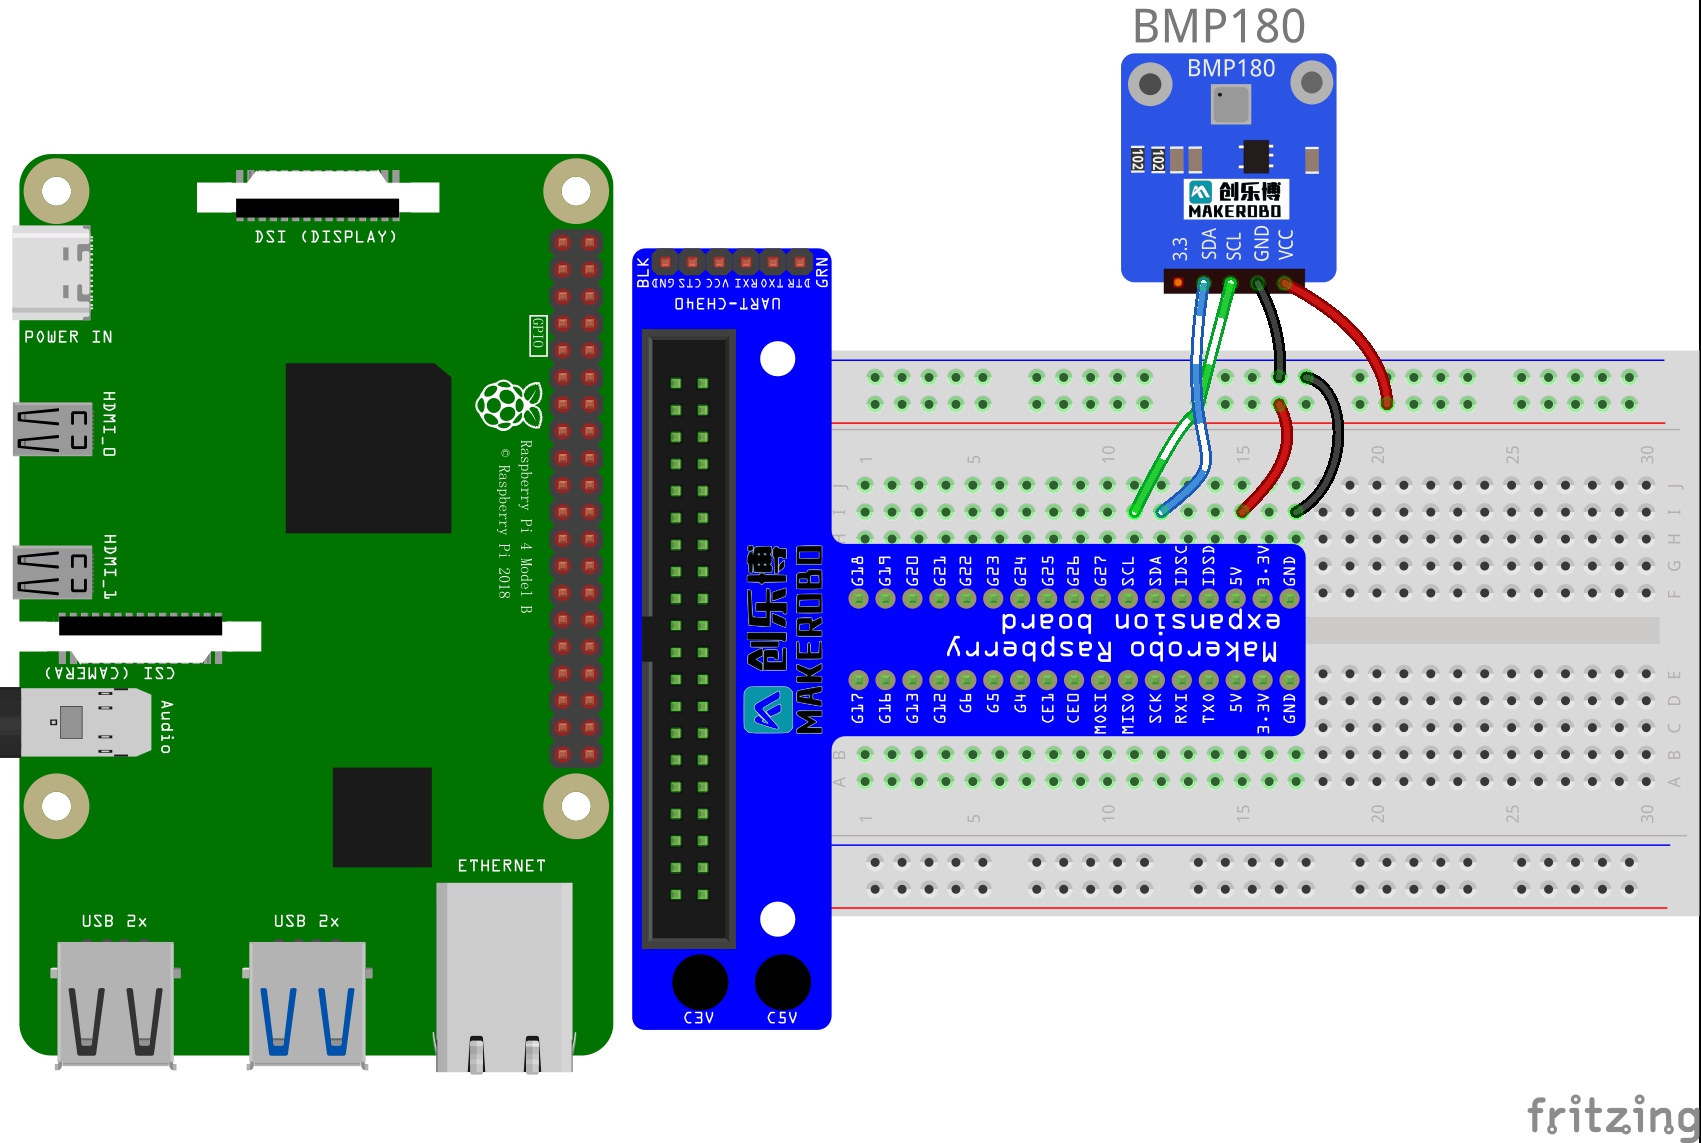 BMP180
BMP180
102
102
创乐博
MAKEROBO
3.3
SDA
SCL
GND
VCC
DSI (DISPLAY)
POWER IN
HDMI_0
HDMI_1
CSI (CAMERA)
Audio
GPIO
Raspberry Pi 4 Model B
© Raspberry Pi 2018
ETHERNET
USB 2x
USB 2x
BLK
GND
CTS
VCC
RXI
TXO
DTR
GRN
UART-CH340
创乐博
MAKEROBO
C3V
C5V
1
5
10
15
20
25
30
J
I
H
G
F
J
I
H
G18
G19
G20
G21
G22
G23
G24
G25
G26
G27
SCL
SDA
IDSC
IDSD
5V
3.3V
GND
Makerobo Raspberry
expansion board
G17
G16
G13
G12
G6
G5
G4
CE1
CE0
MOSI
MISO
SCK
RXI
TXO
5V
3.3V
GND
E
D
C
B
A
B
A
1
5
10
15
20
25
30
fritzing